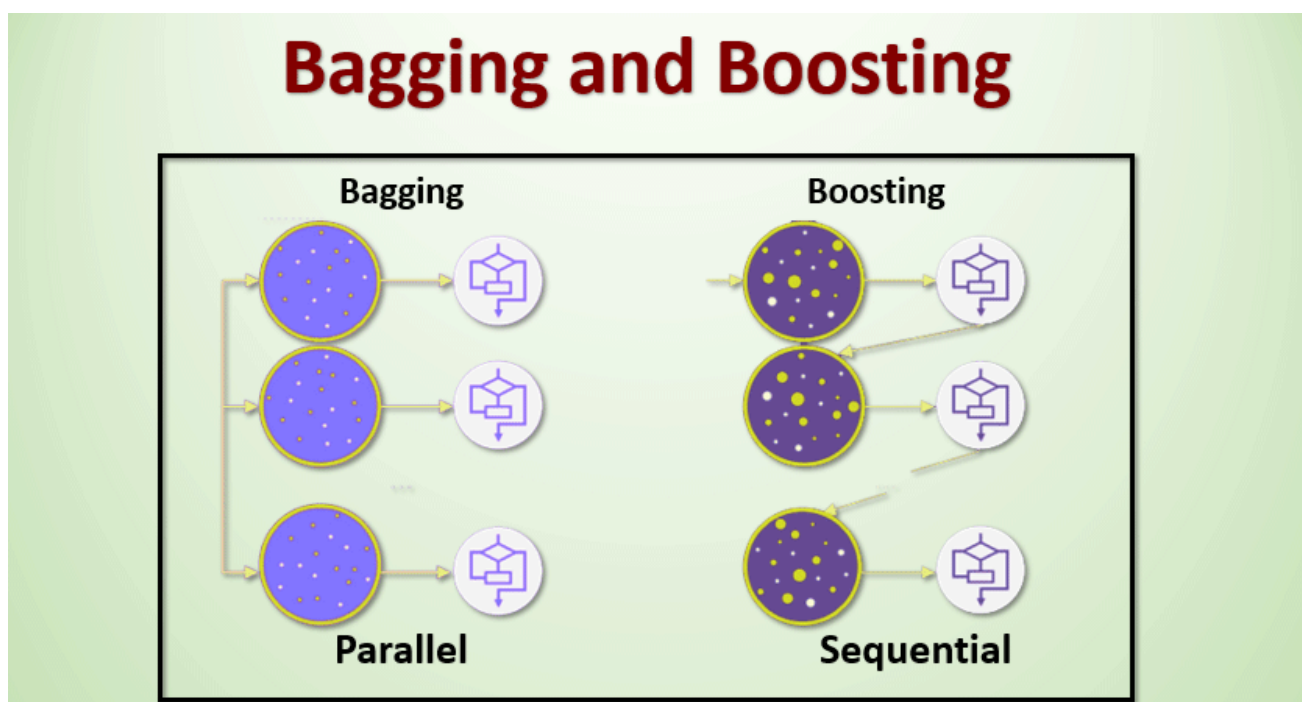 Bagging and Boosting
Bagging
Boosting
Parallel
Sequential